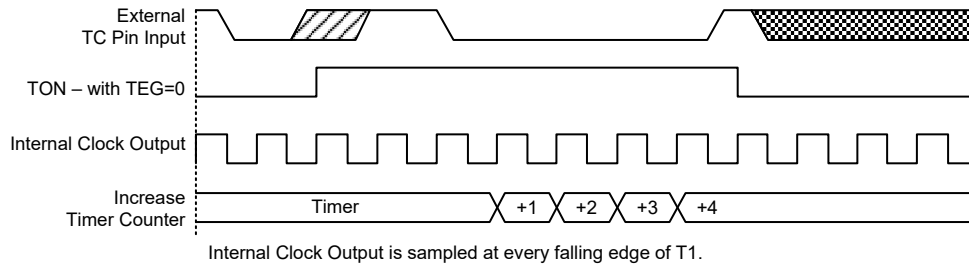 External
TC Pin Input
TON – with TEG=0
Internal Clock Output
Increase
Timer Counter
Timer +1 +2 +3 +4
Internal Clock Output is sampled at every falling edge of T1.